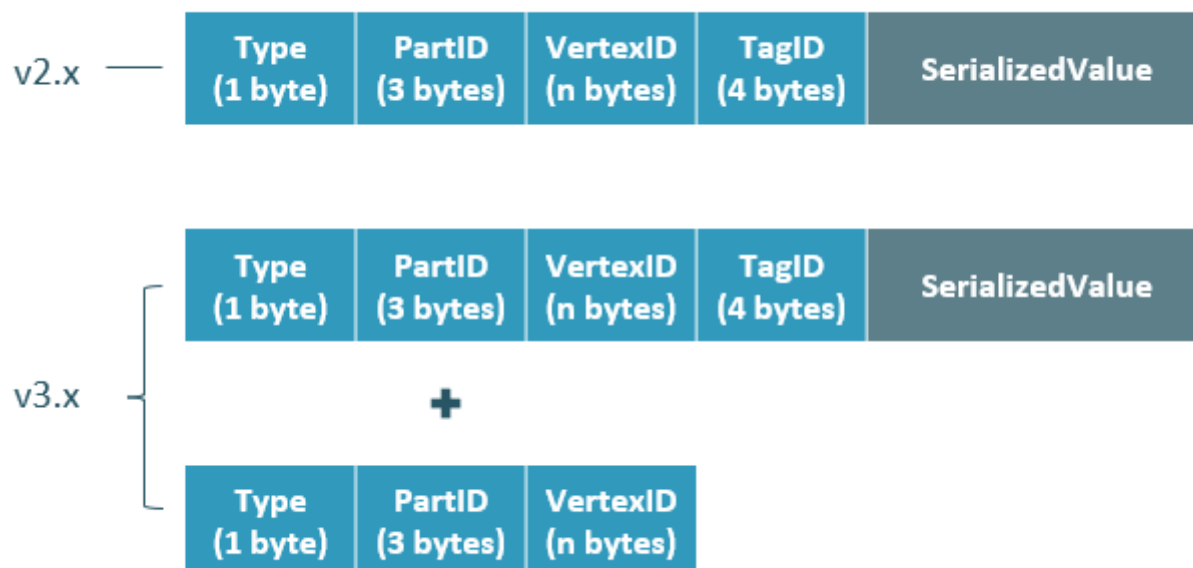 v2.x
Type
(1 byte)
PartID
(3 bytes)
VertexID
(n bytes)
TagID
(4 bytes)
SerializedValue
v3.x
Type
(1 byte)
PartID
(3 bytes)
VertexID
(n bytes)
TagID
(4 bytes)
SerializedValue
+
Type
(1 byte)
PartID
(3 bytes)
VertexID
(n bytes)